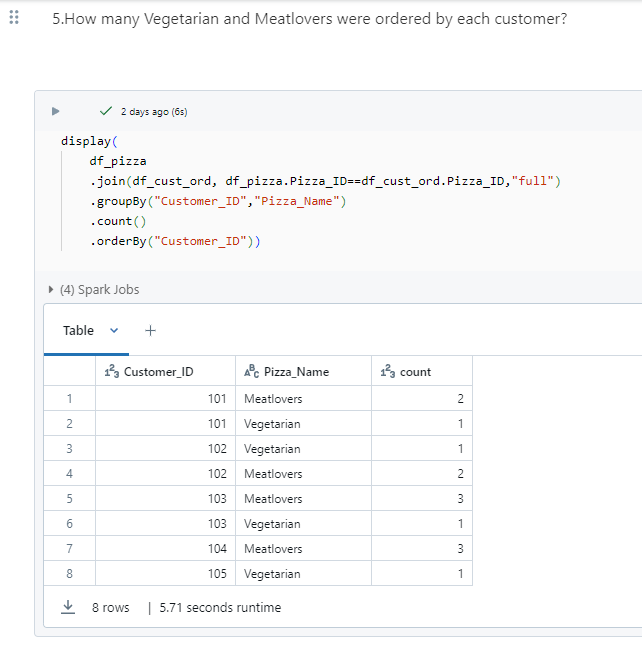 5.How many Vegetarian and Meatlovers were ordered by each customer?
2 days ago (6s)
display(
df_pizza
.join(df_cust_ord, df_pizza.Pizza_ID==df_cust_ord.Pizza_ID,"full")
.groupBy("Customer_ID","Pizza_Name")
.count()
.orderBy("Customer_ID"))
(4) Spark Jobs
Table +
123 Customer_ID ABC Pizza_Name 123 count
1 101 Meatlovers 2
2 101 Vegetarian 1
3 102 Vegetarian 1
4 102 Meatlovers 2
5 103 Meatlovers 3
6 103 Vegetarian 1
7 104 Meatlovers 3
8 105 Vegetarian 1
8 rows | 5.71 seconds runtime